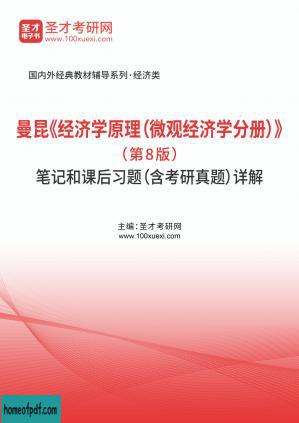 圣才考研网
圣才电子书
www.100xuexi.com
国内外经典教材辅导系列·经济类
曼昆《经济学原理(微观经济学分册)》
(第8版)
笔记和课后习题(含考研真题)详解
主编:圣才考研网
www.100xuexi.com
homeofpdf.com